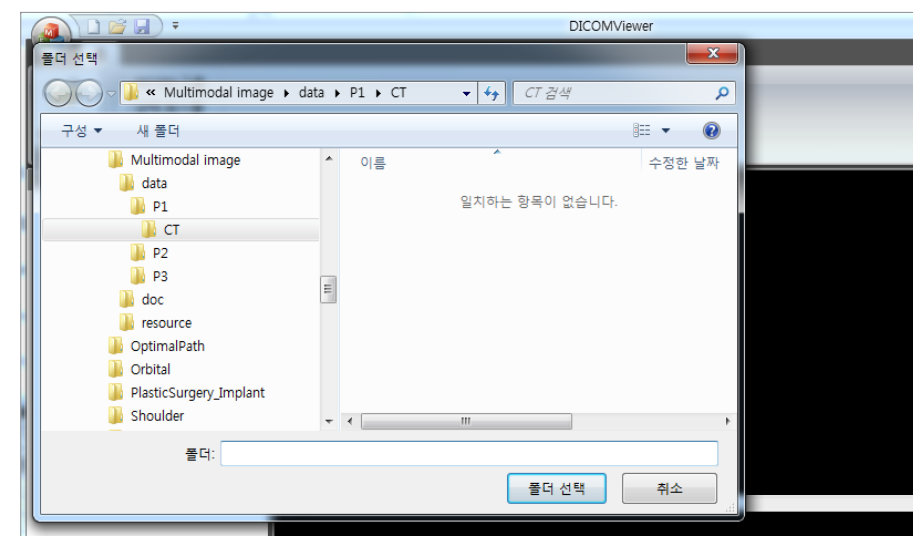 DICOMViewer
폴더 선택
« Multimodal image ▸ data ▸ P1 ▸ CT
CT 검색
구성 ▼ 새 폴더
Multimodal image
data
P1
CT
P2
P3
doc
resource
OptimalPath
Orbital
PlasticSurgery_Implant
Shoulder
이름 수정한 날짜
일치하는 항목이 없습니다.
폴더:
폴더 선택 취소